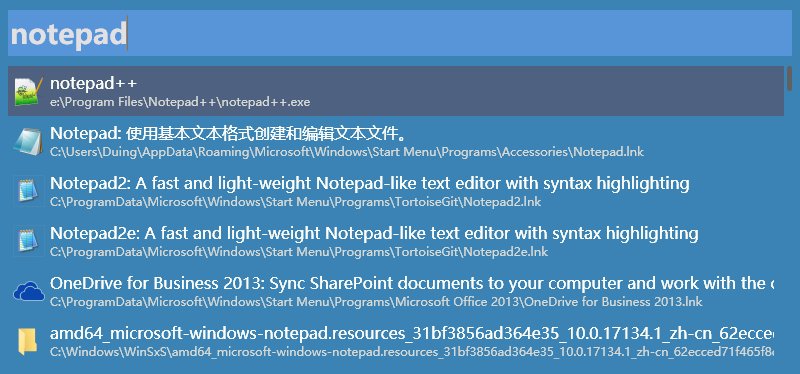 notepad
notepad++
e:\Program Files\Notepad++\notepad++.exe
Notepad: 使用基本文本格式创建和编辑文本文件。
C:\Users\Duing\AppData\Roaming\Microsoft\Windows\Start Menu\Programs\Accessories\Notepad.lnk
Notepad2: A fast and light-weight Notepad-like text editor with syntax highlighting
C:\ProgramData\Microsoft\Windows\Start Menu\Programs\TortoiseGit\Notepad2.lnk
Notepad2e: A fast and light-weight Notepad-like text editor with syntax highlighting
C:\ProgramData\Microsoft\Windows\Start Menu\Programs\TortoiseGit\Notepad2e.lnk
OneDrive for Business 2013: Sync SharePoint documents to your computer and work with the
C:\ProgramData\Microsoft\Windows\Start Menu\Programs\Microsoft Office 2013\OneDrive for Business 2013.lnk
amd64_microsoft-windows-notepad.resources_31bf3856ad364e35_10.0.17134.1_zh-cn_62ecced
C:\Windows\WinSxS\amd64_microsoft-windows-notepad.resources_31bf3856ad364e35_10.0.17134.1_zh-cn_62ecced71f465f8